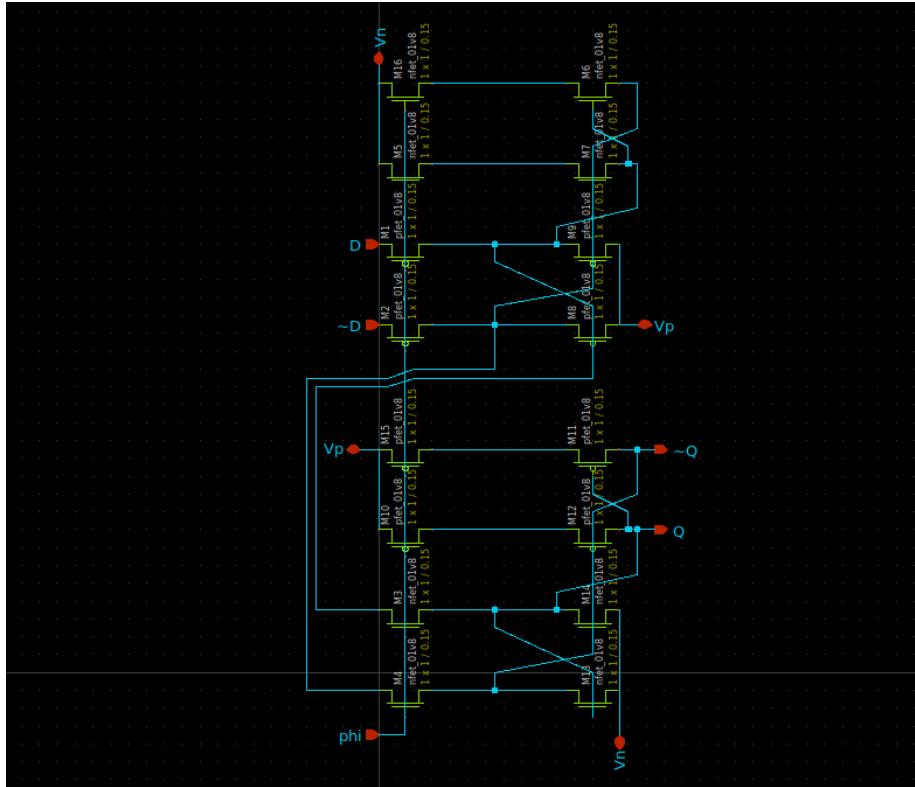 Vn
M16
nfet_01v8
1 x 1 / 0.15
M6
nfet_01v8
1 x 1 / 0.15
M5
nfet_01v8
1 x 1 / 0.15
M7
nfet_01v8
1 x 1 / 0.15
D
M1
pfet_01v8
1 x 1 / 0.15
M9
pfet_01v8
1 x 1 / 0.15
~D
M2
pfet_01v8
1 x 1 / 0.15
M8
pfet_01v8
1 x 1 / 0.15
Vp
Vp
M15
pfet_01v8
1 x 1 / 0.15
M11
pfet_01v8
1 x 1 / 0.15
~Q
M10
pfet_01v8
1 x 1 / 0.15
M12
pfet_01v8
1 x 1 / 0.15
Q
M3
nfet_01v8
1 x 1 / 0.15
M14
nfet_01v8
1 x 1 / 0.15
M4
nfet_01v8
1 x 1 / 0.15
M13
nfet_01v8
1 x 1 / 0.15
phi
Vn